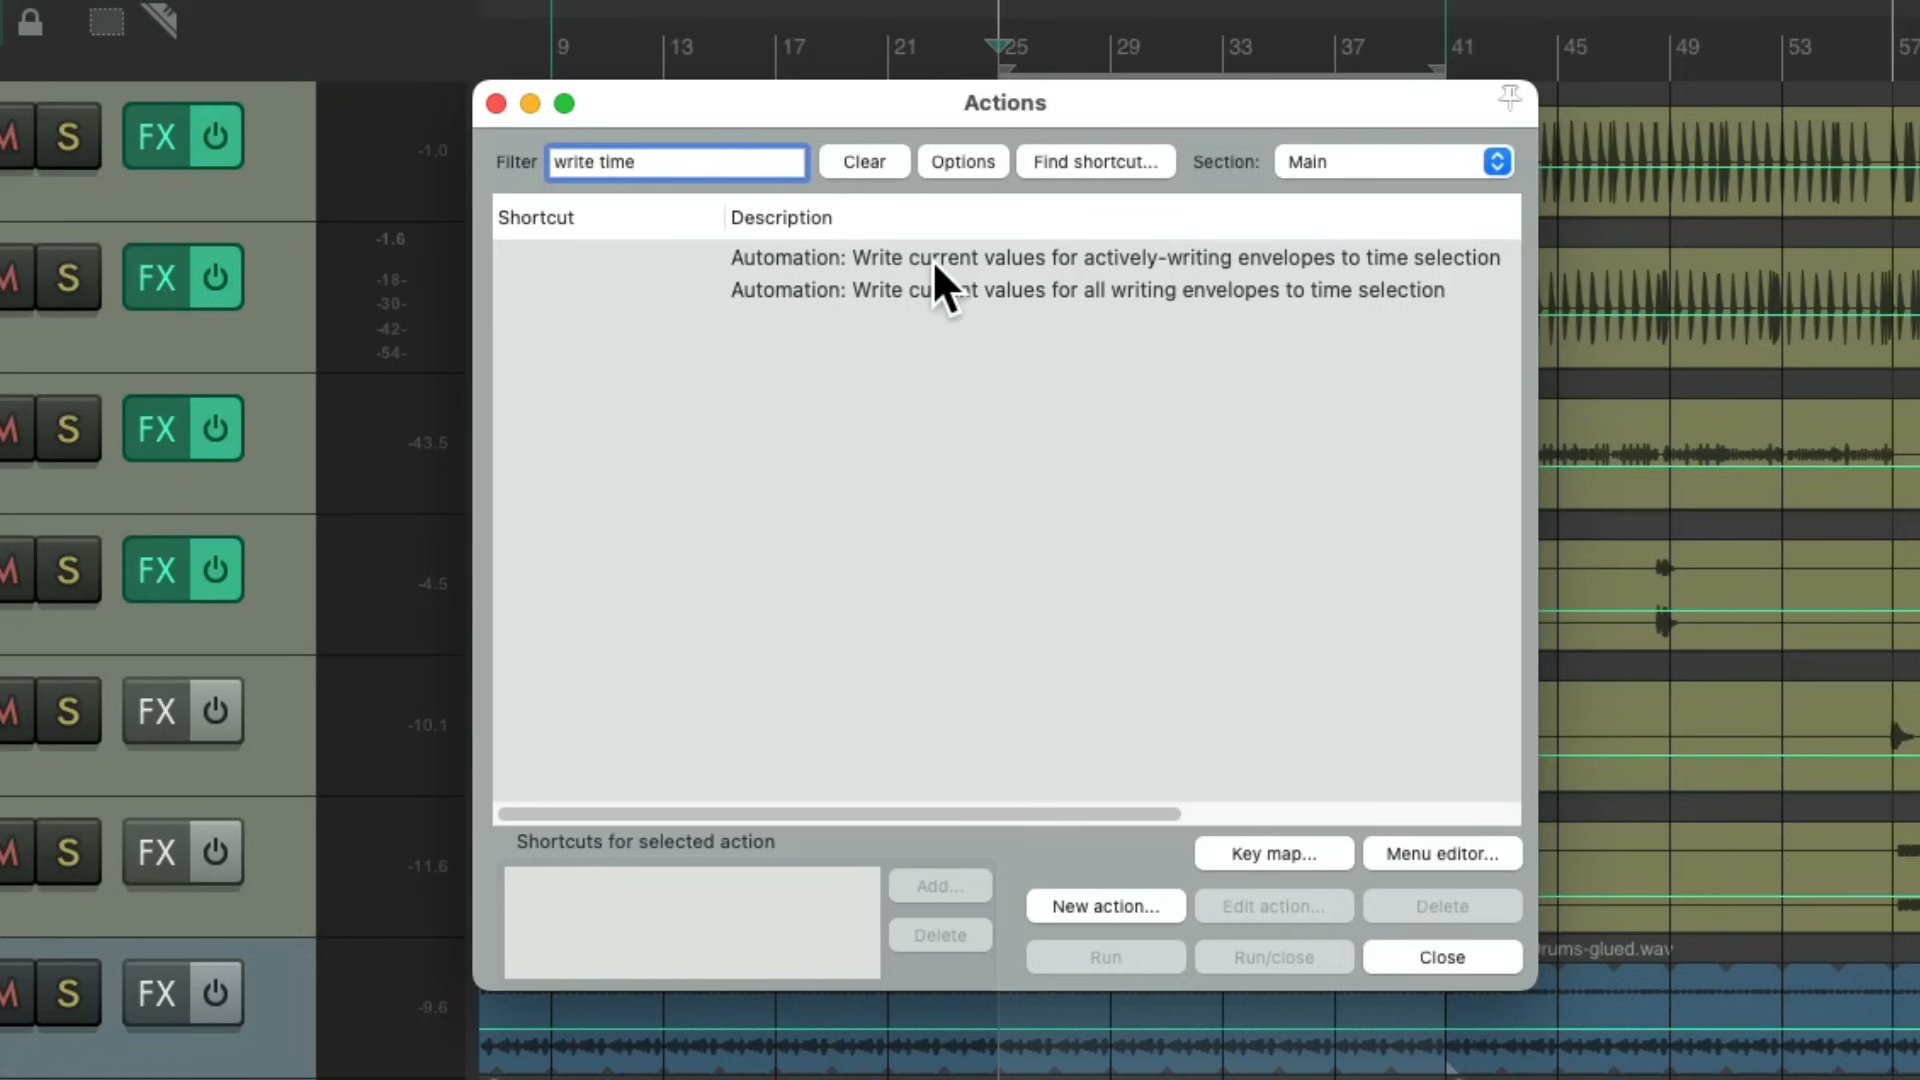 9 13 17 21 25 29 33 37 41 45 49 53 57
Actions
Filter write time Clear Options Find shortcut... Section: Main
Shortcut Description
Automation: Write current values for actively-writing envelopes to time selection
Automation: Write current values for all writing envelopes to time selection
M S FX -1.0
-1.6
M S FX -18-
-30-
-42-
-54-
M S FX -43.5
M S FX -4.5
M S FX -10.1
M S FX -11.6
Shortcuts for selected action
Key map... Menu editor...
Add...
New action... Edit action... Delete
Delete
Run Run/close Close
rums-glued.wav
M S FX -9.6